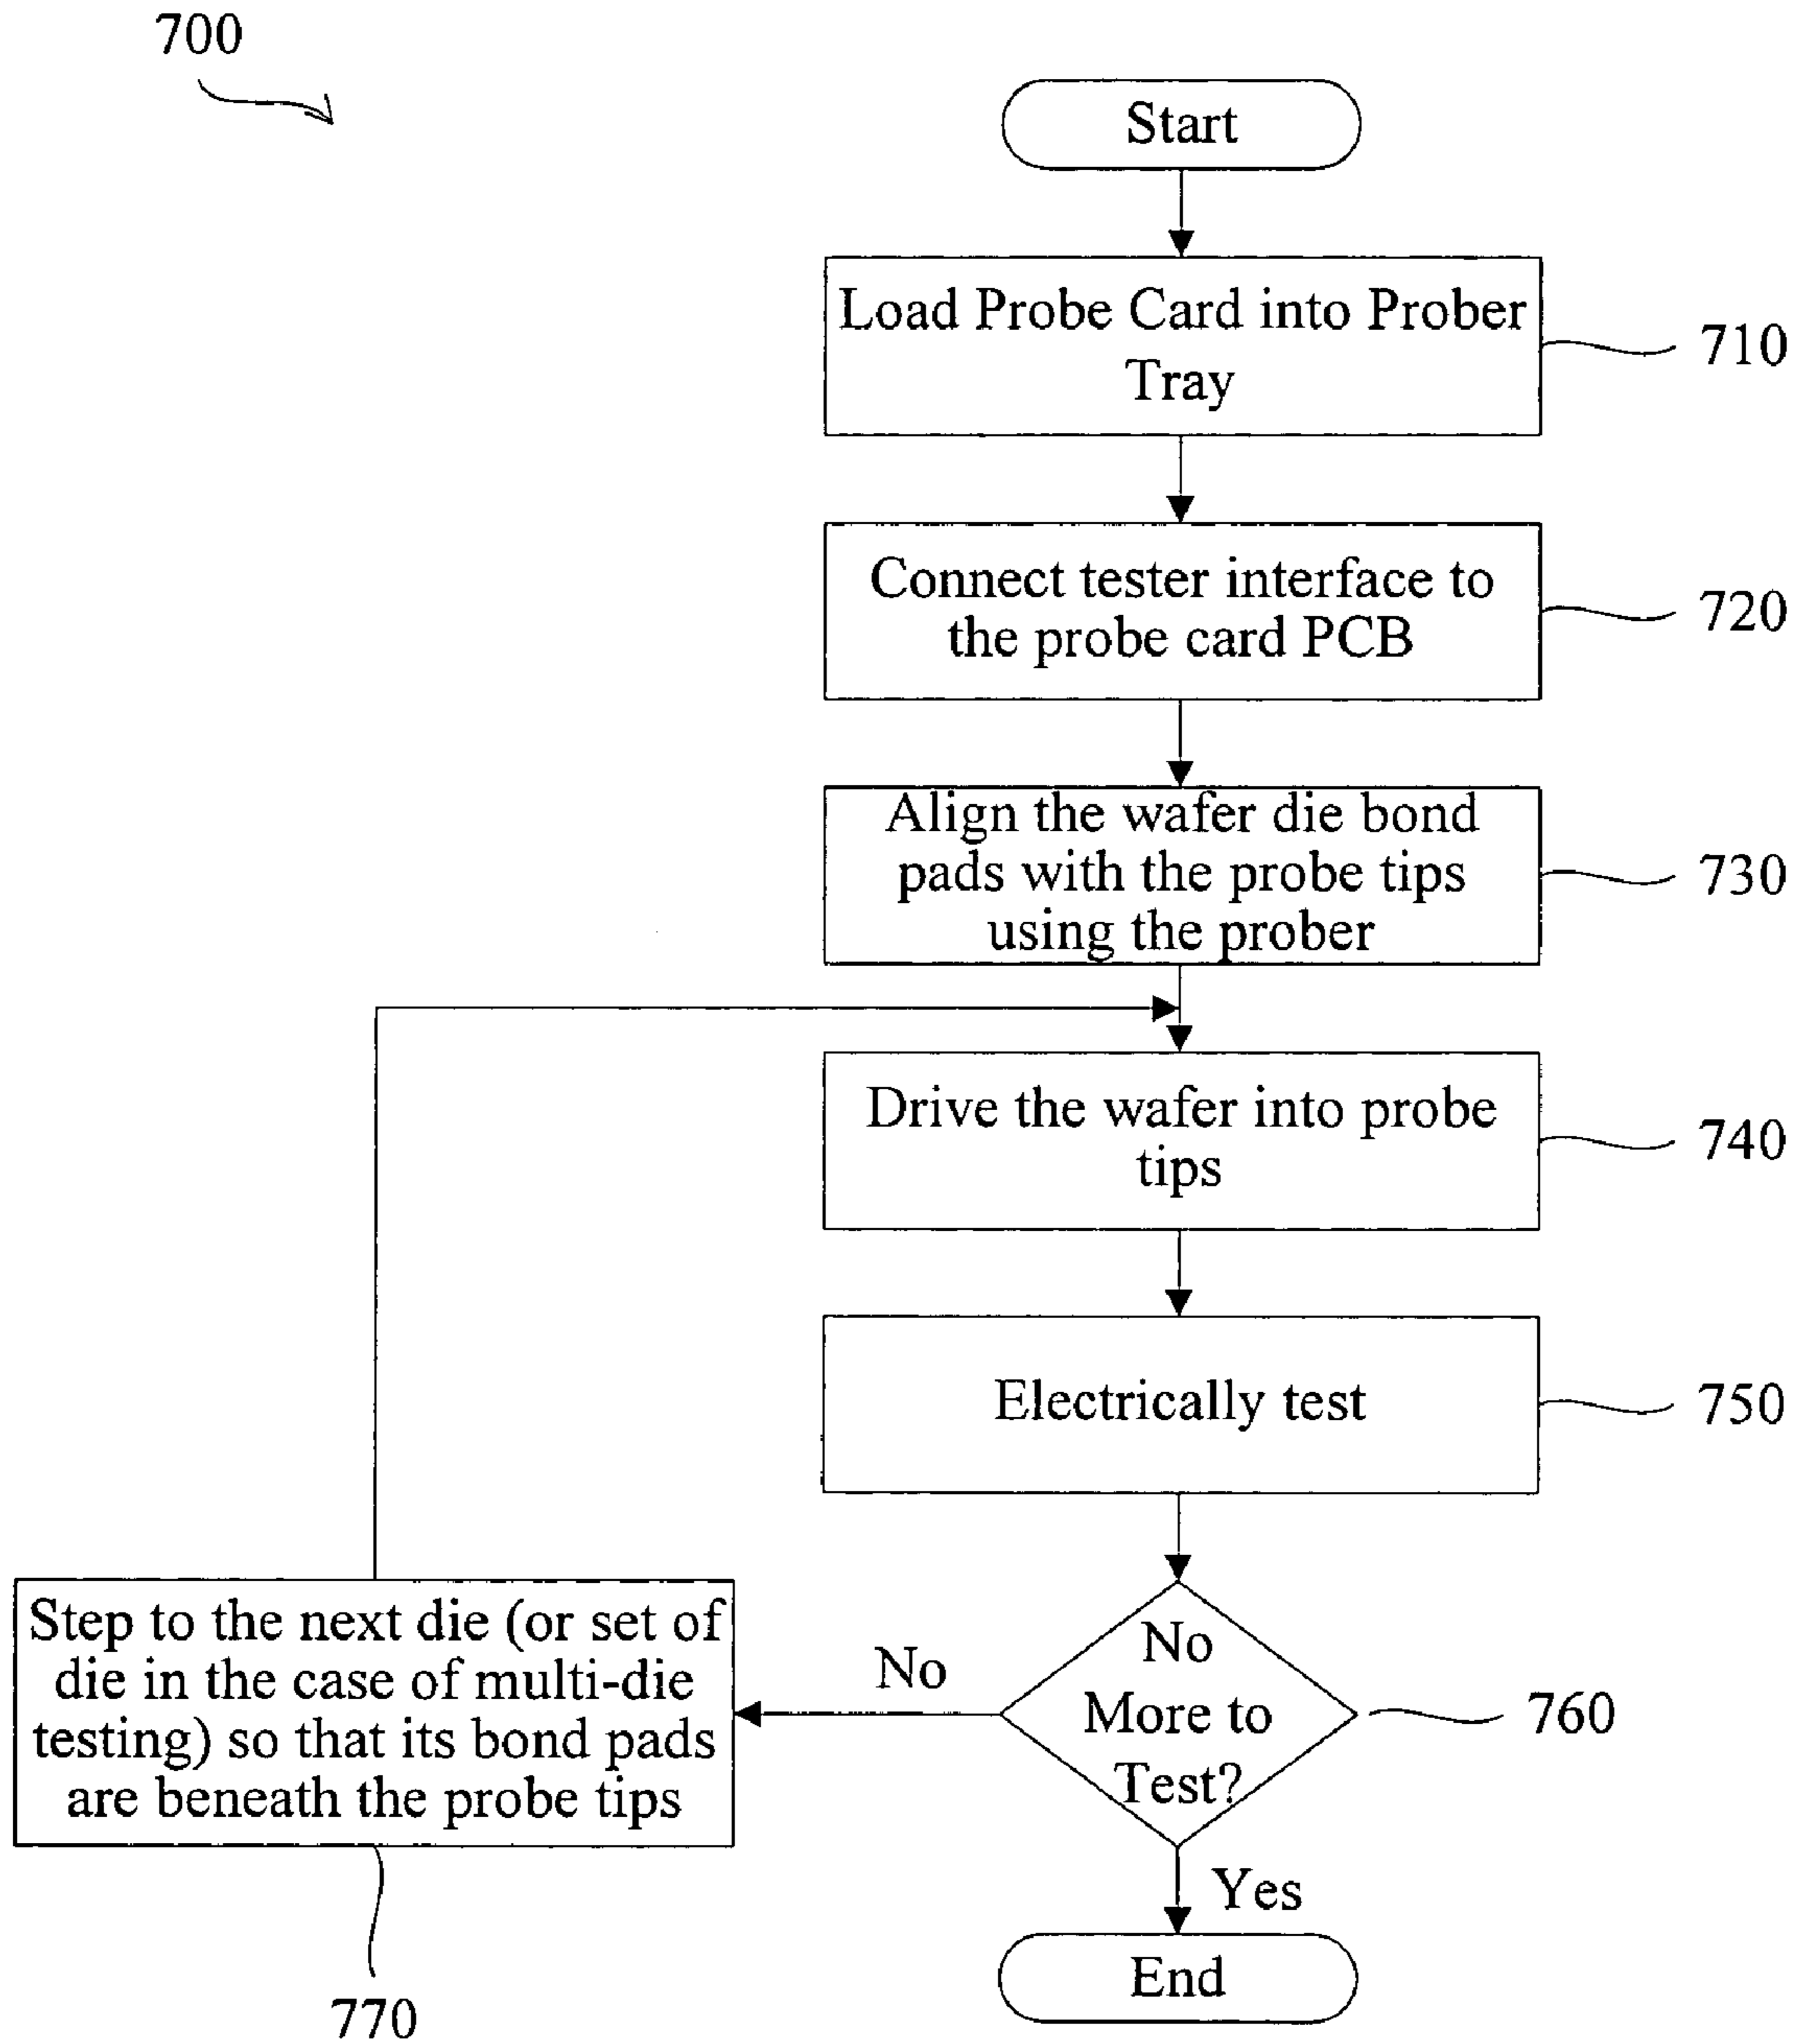 700
Start
Load Probe Card into Prober
Tray
710
Connect tester interface to
the probe card PCB
720
Align the wafer die bond
pads with the probe tips
using the prober
730
Drive the wafer into probe
tips
740
Electrically test
750
No
More to
Test?
760
No
Step to the next die (or set of
die in the case of multi-die
testing) so that its bond pads
are beneath the probe tips
770
Yes
End